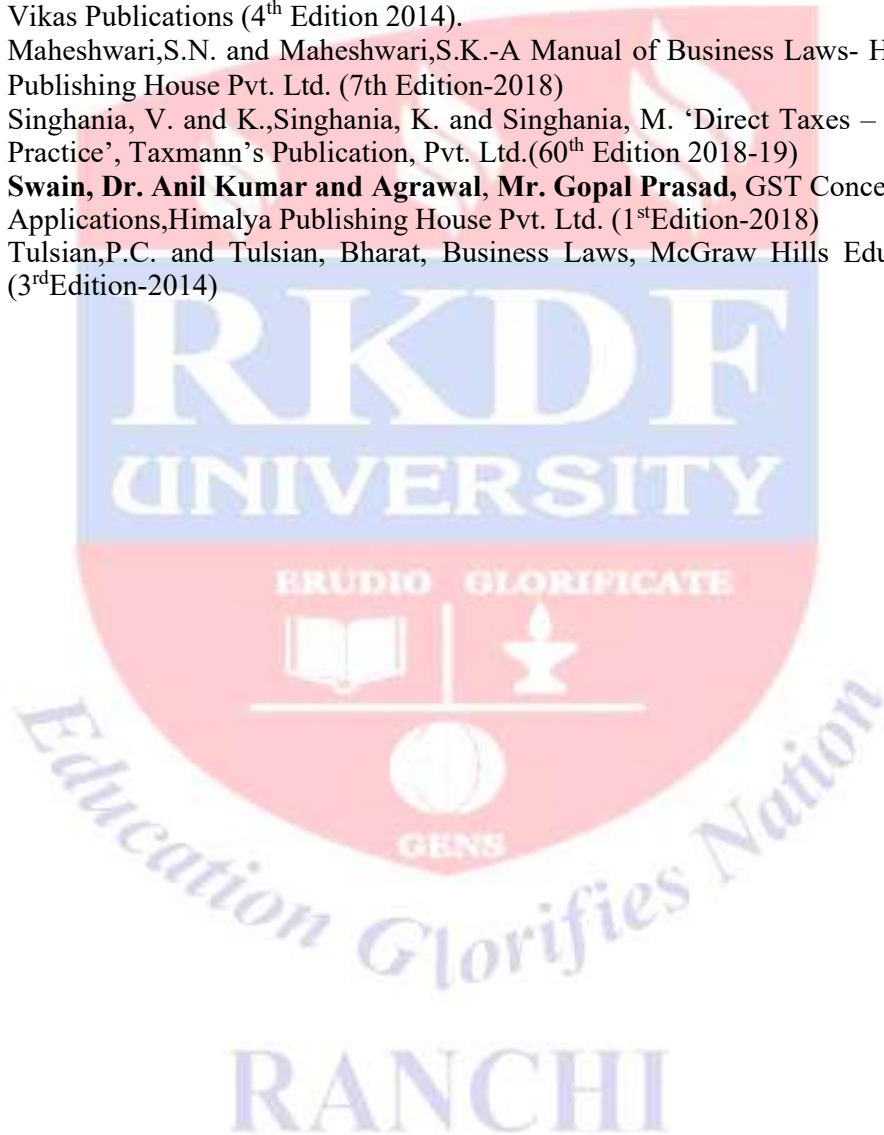 Vikas Publications (4th Edition 2014).
Maheshwari,S.N. and Maheshwari,S.K.-A Manual of Business Laws- H
Publishing House Pvt. Ltd. (7th Edition-2018)
Singhania, V. and K.,Singhania, K. and Singhania, M. ‘Direct Taxes –
Practice’, Taxmann’s Publication, Pvt. Ltd.(60th Edition 2018-19)
Swain, Dr. Anil Kumar and Agrawal, Mr. Gopal Prasad, GST Conce
Applications,Himalya Publishing House Pvt. Ltd. (1stEdition-2018)
Tulsian,P.C. and Tulsian, Bharat, Business Laws, McGraw Hills Edu
(3rdEdition-2014)
RKDF
UNIVERSITY
ERUDIO GLORIFICATE
GENS
Education Glorifies Nation
RANCHI